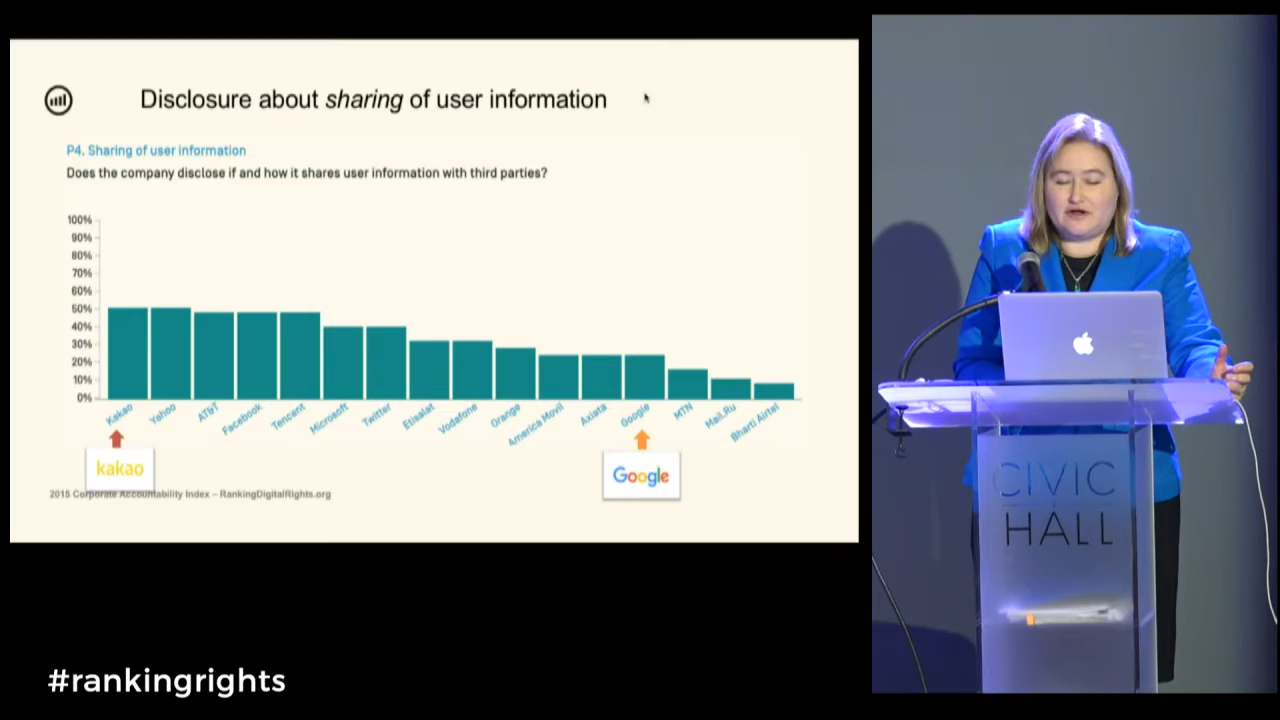 Disclosure about sharing of user information
P4. Sharing of user information
Does the company disclose if and how it shares user information with third parties?
100%
90%
80%
70%
60%
50%
40%
30%
20%
10%
0%
Kakao
Yahoo
AT&T
Facebook
Tencent
Microsoft
Twitter
Etisalat
Vodafone
Orange
America Movil
Axiata
Google
MTN
Mail.Ru
Bharti Airtel
kakao
Google
2015 Corporate Accountability Index – RankingDigitalRights.org
CIVIC
HALL
#rankingrights